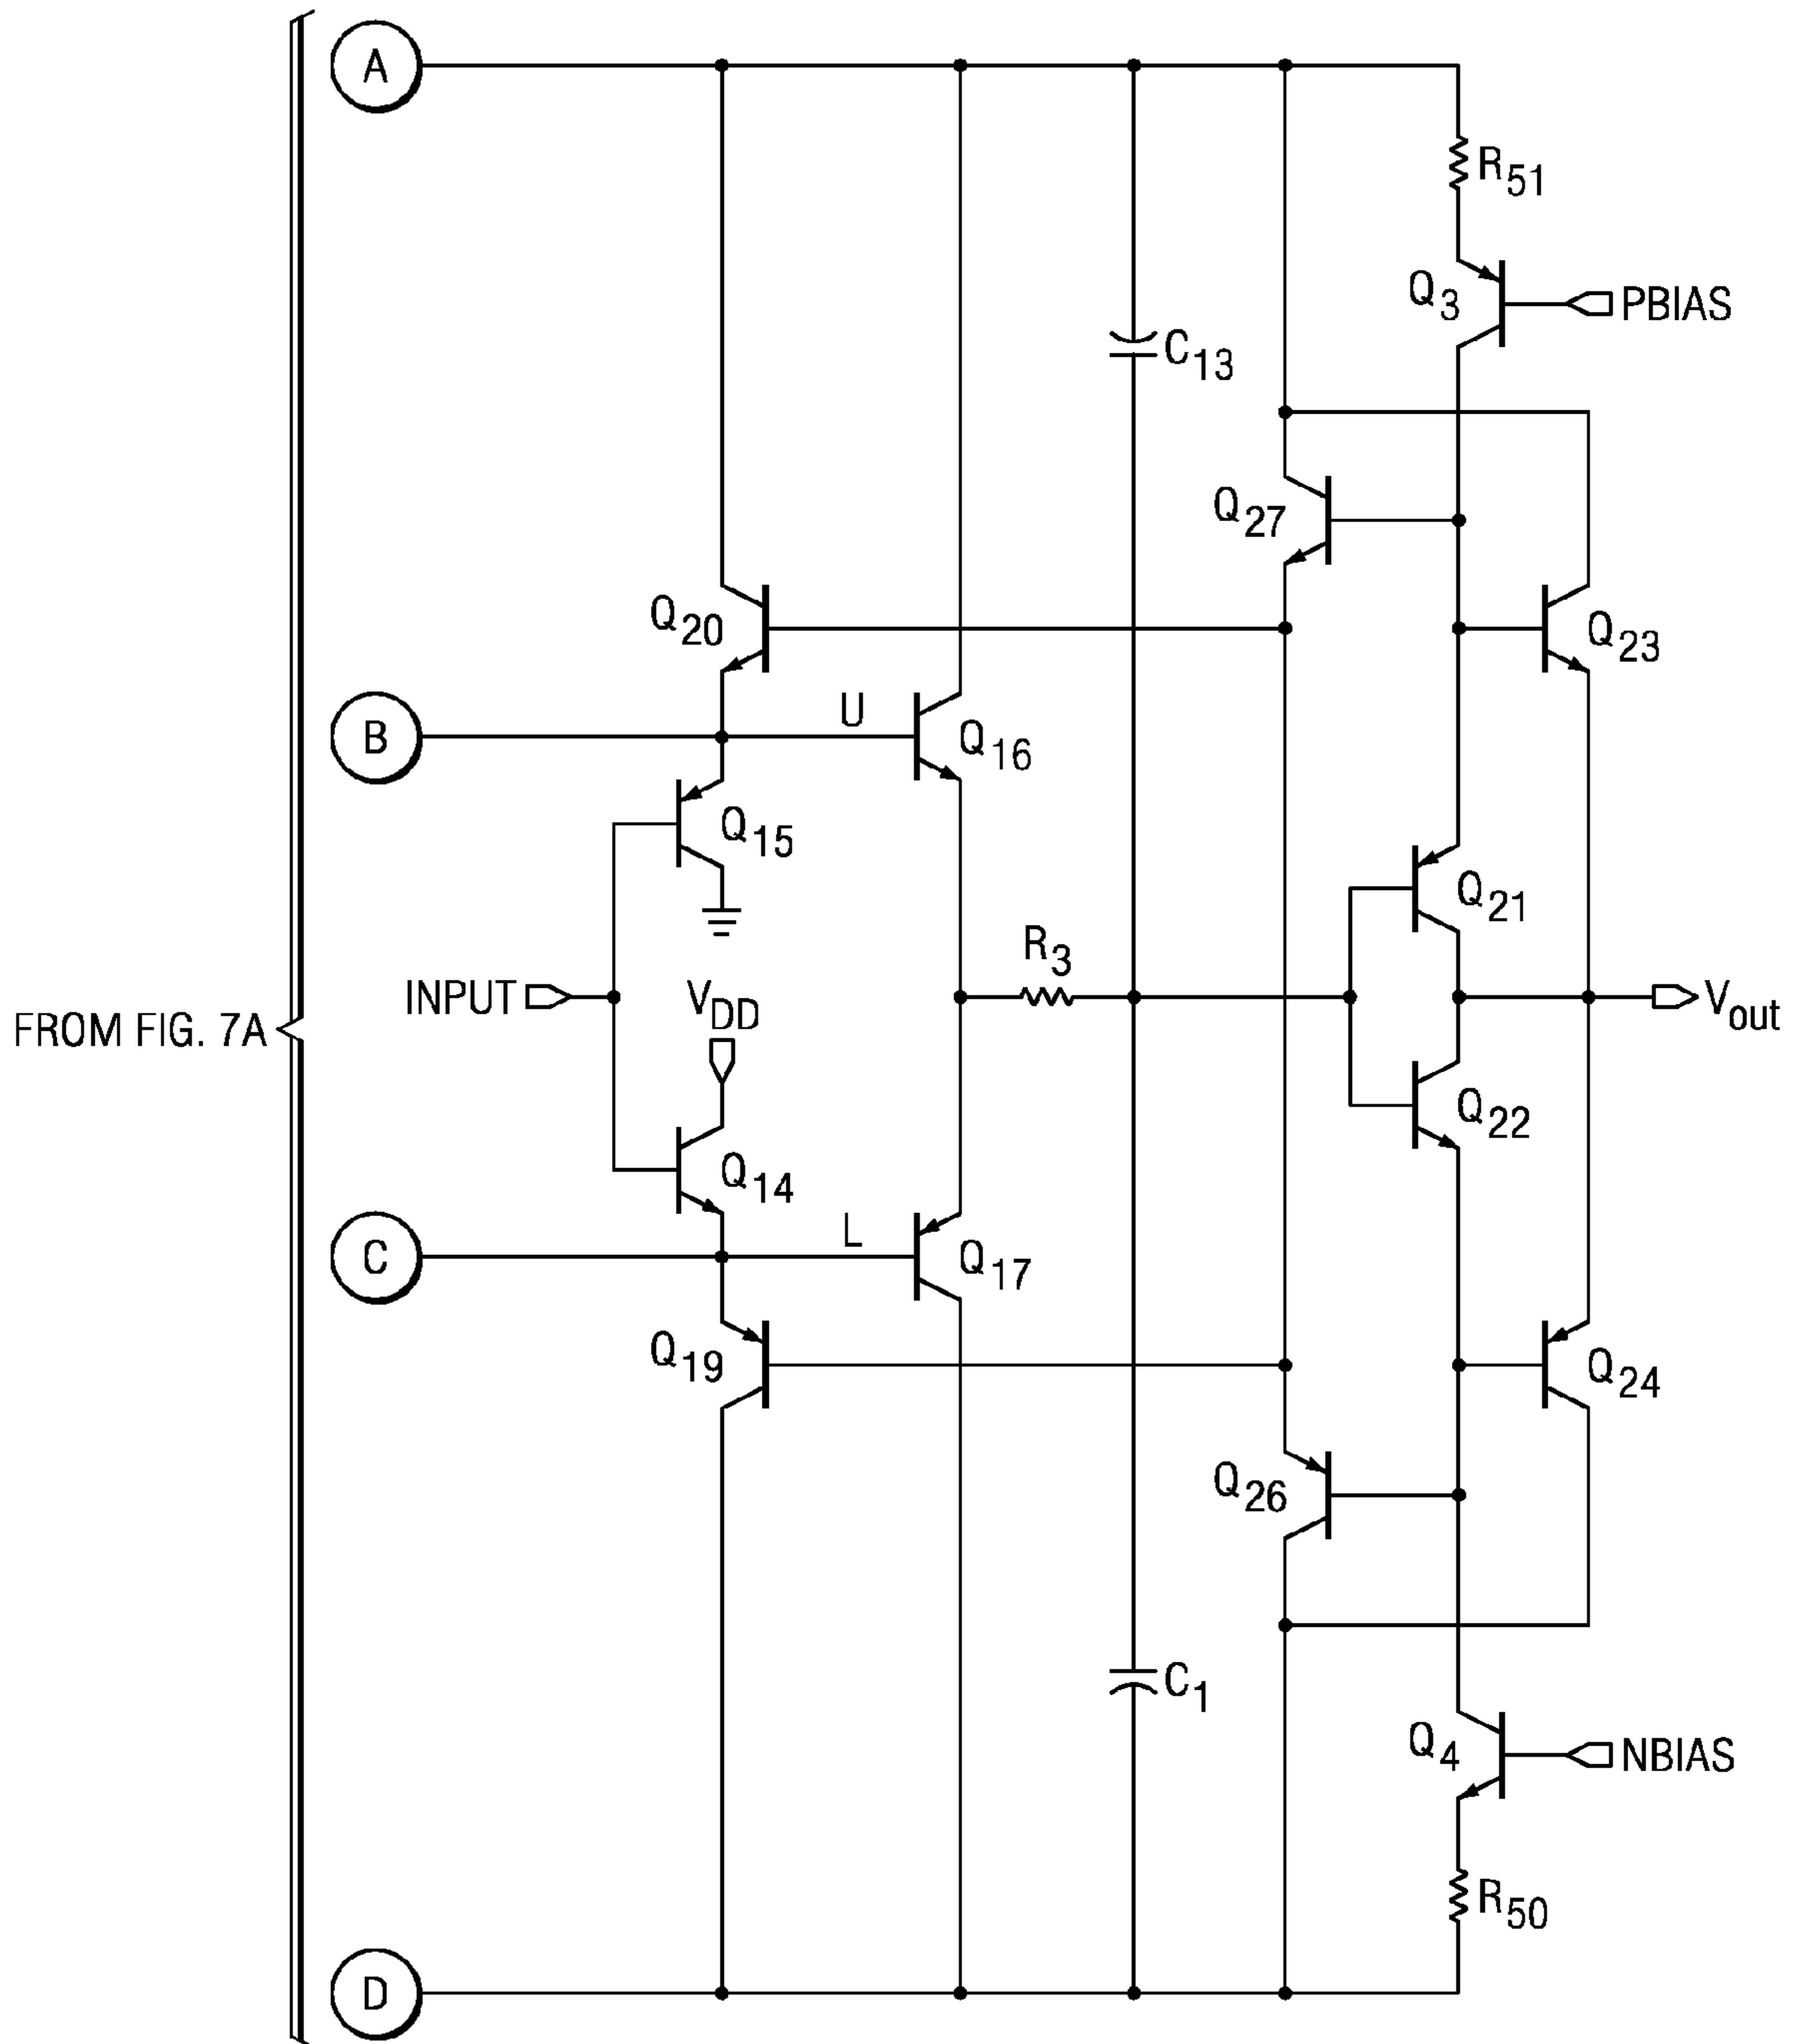 A
R51
Q3
PBIAS
C13
Q27
Q20
Q23
U
B
Q16
Q15
Q21
R3
INPUT
VDD
Vout
FROM FIG. 7A
Q22
Q14
L
C
Q17
Q19
Q24
Q26
C1
Q4
NBIAS
R50
D